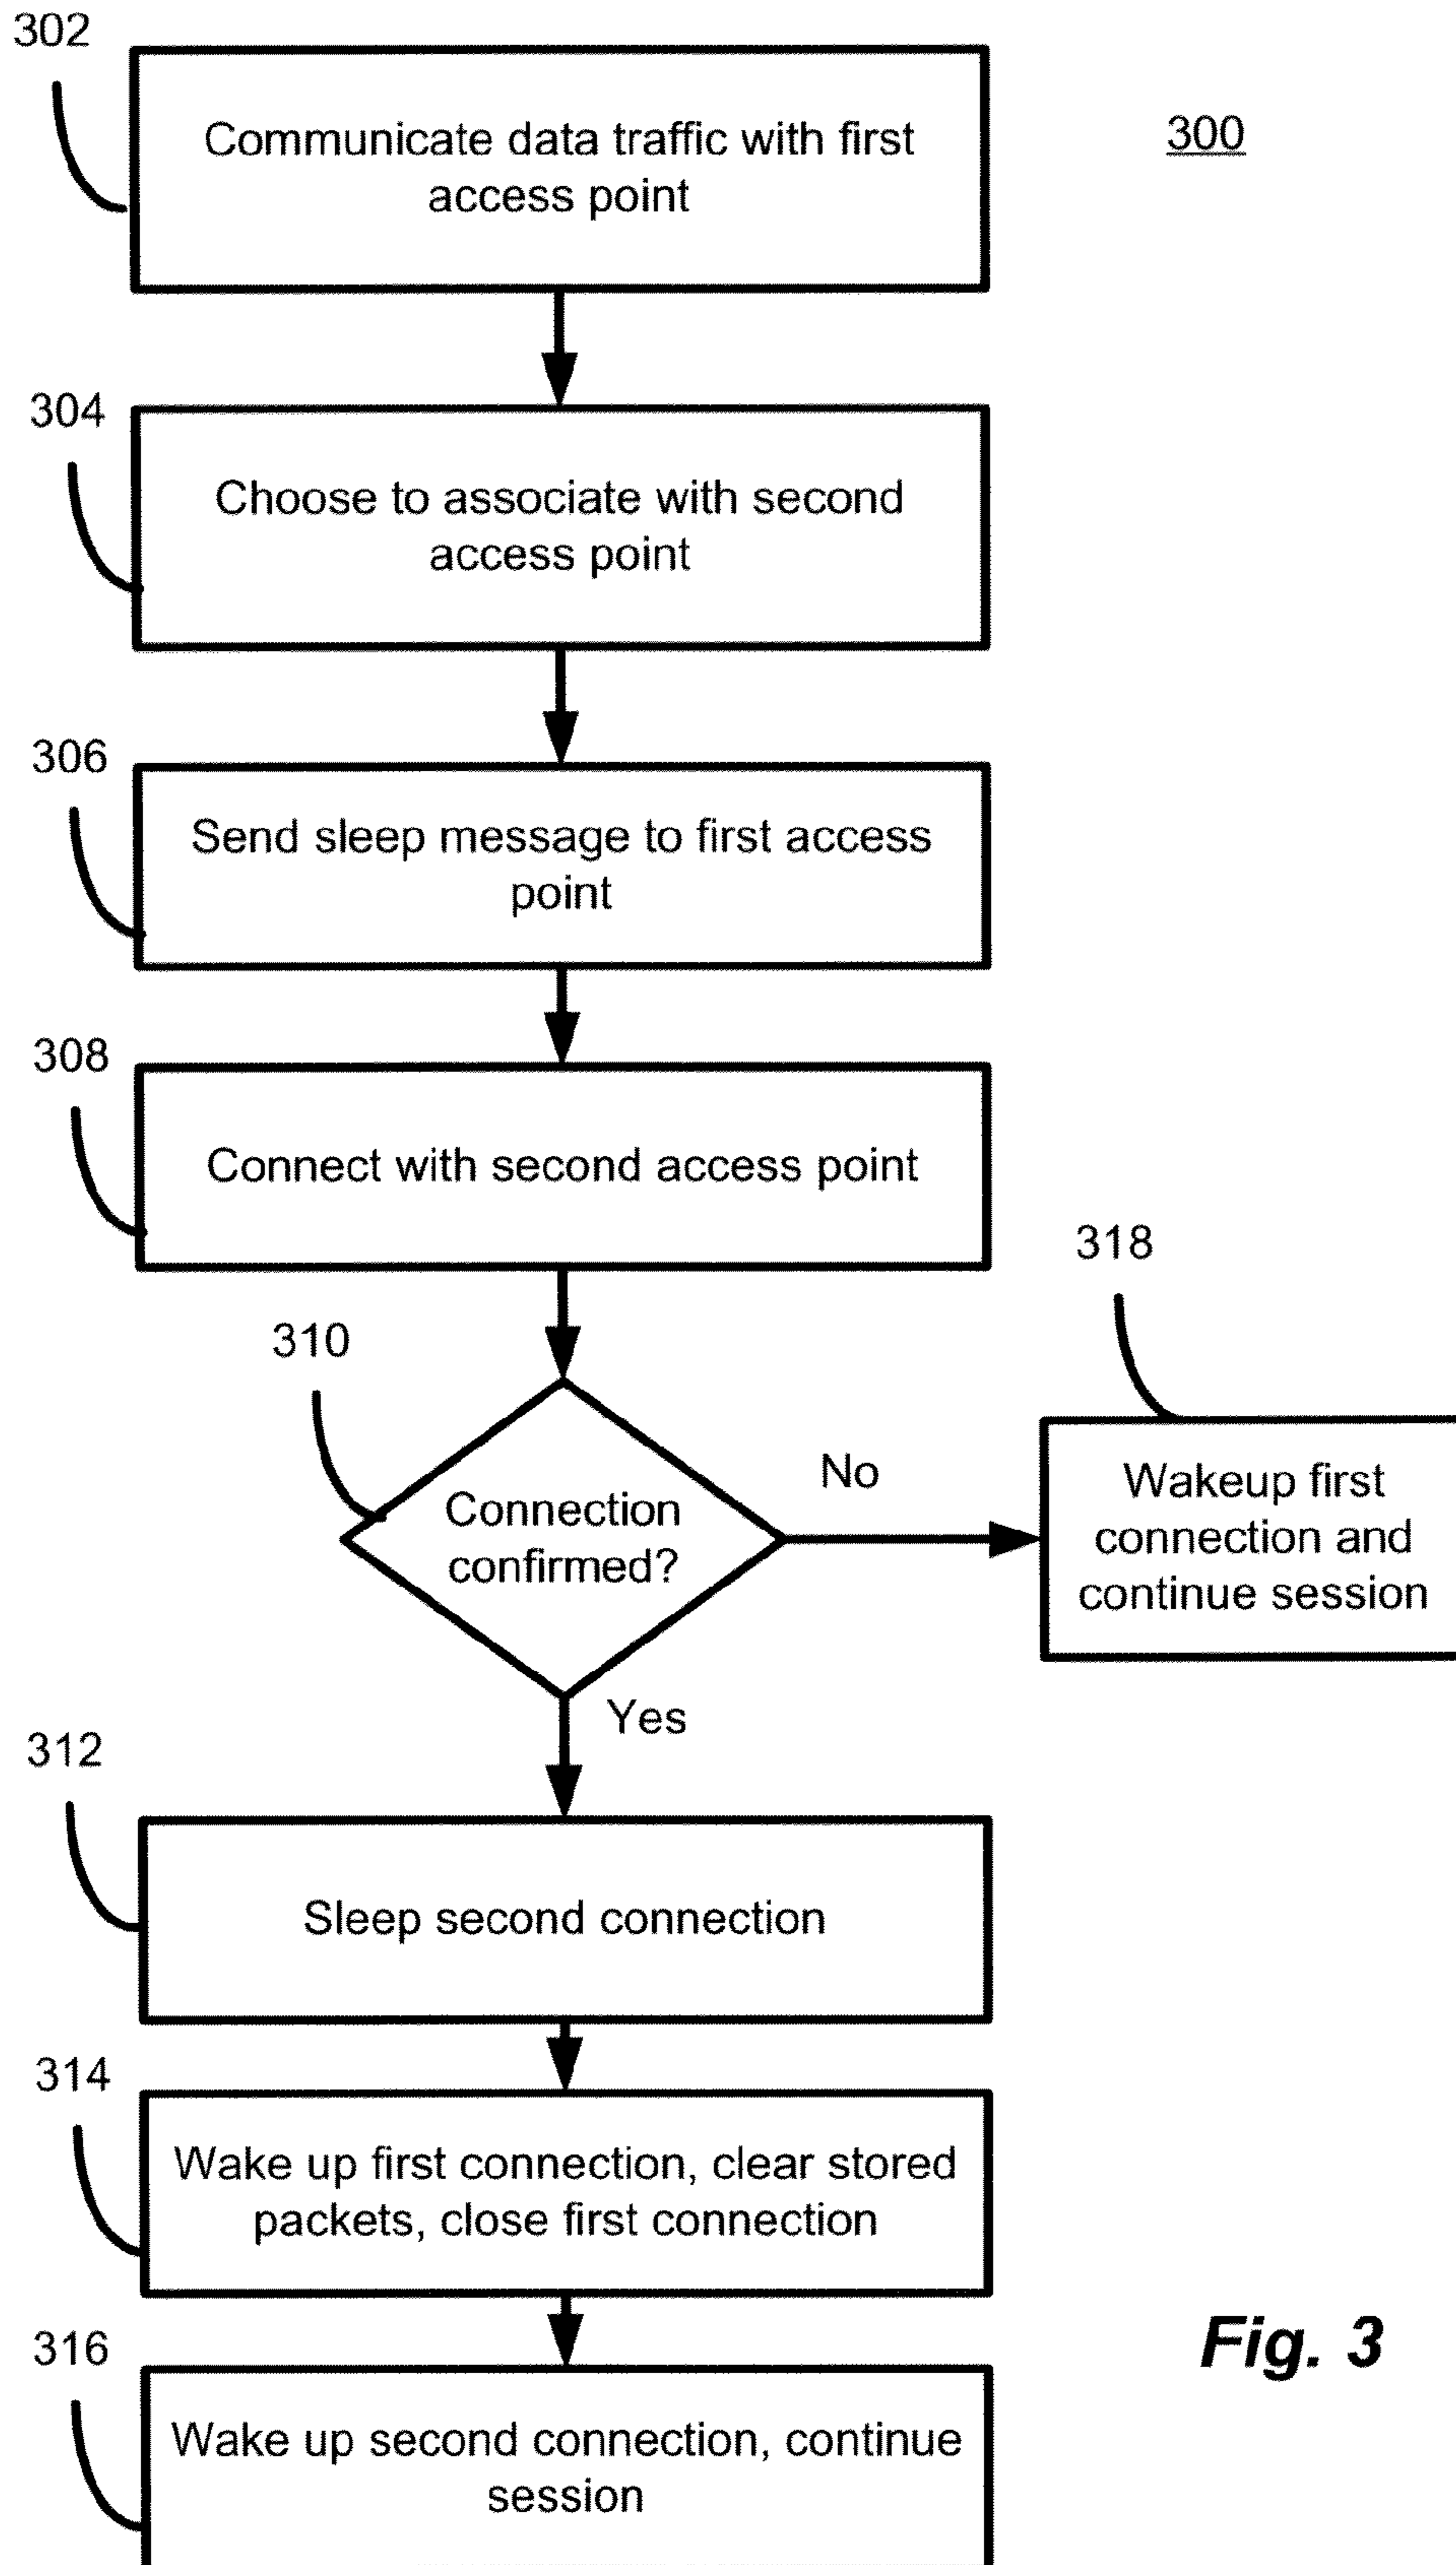 302
Communicate data traffic with first
access point
300
304
Choose to associate with second
access point
306
Send sleep message to first access
point
308
Connect with second access point
318
310
No
Connection
confirmed?
Wakeup first
connection and
continue session
Yes
312
Sleep second connection
314
Wake up first connection, clear stored
packets, close first connection
316
Wake up second connection, continue
session
Fig. 3